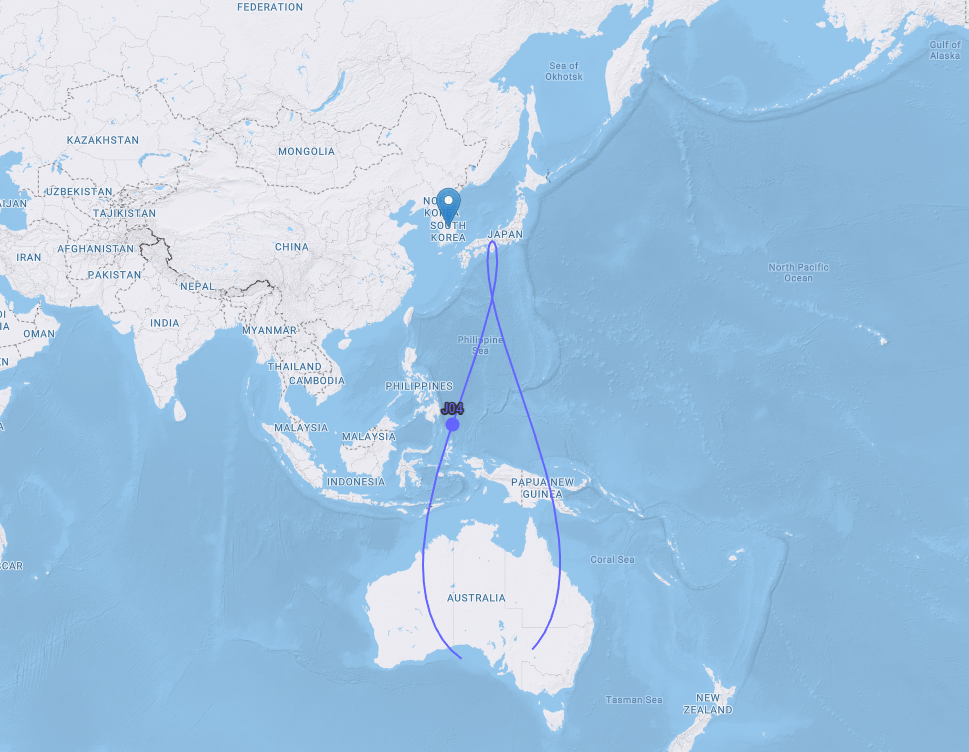 FEDERATION
Gulf of
Alaska
Sea of
Okhotsk
KAZAKHSTAN
MONGOLIA
UZBEKISTAN
AIJAN
TAJIKISTAN
SOUTH
KOREA
JAPAN
AFGHANISTAN
CHINA
IRAN
PAKISTAN
North Pacific
Ocean
NEPAL
OMAN
INDIA
MYANMAR
Philippine
Sea
THAILAND
CAMBODIA
PHILIPPINES
J04
MALAYSIA
MALAYSIA
INDONESIA
PAPUA NEW
GUINEA
Coral Sea
CAR
AUSTRALIA
Tasman Sea
NEW
ZEALAND